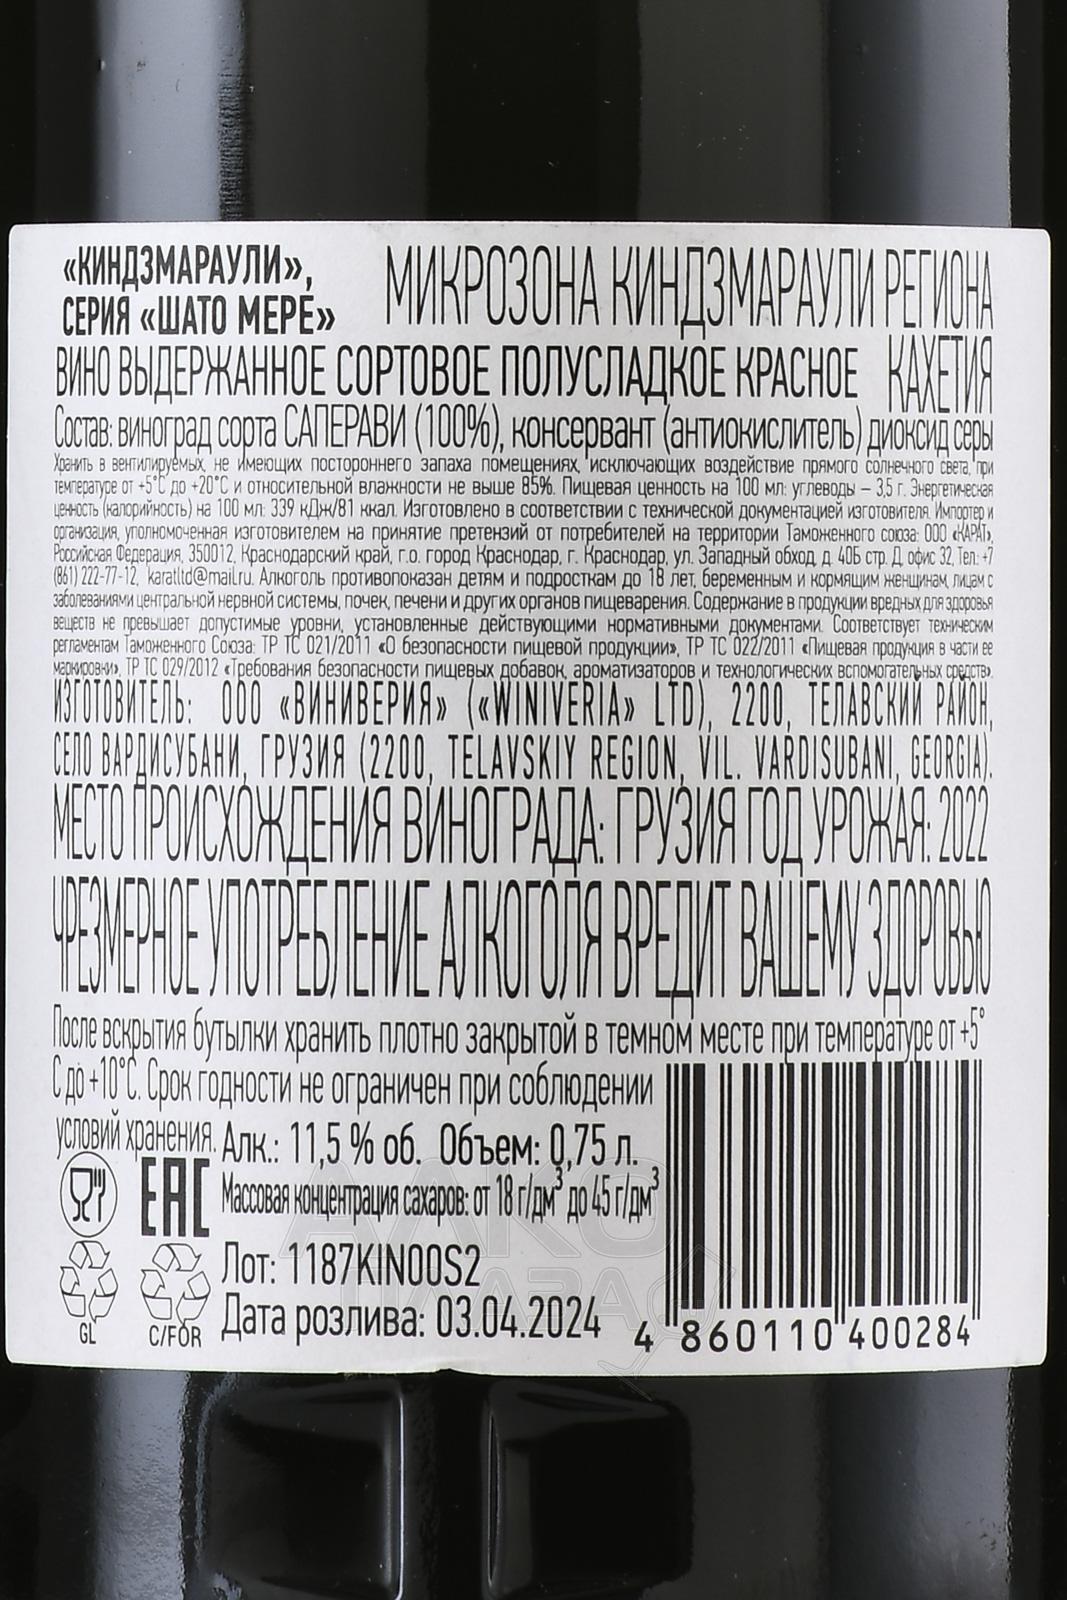 «КИНДЗМАРАУЛИ»,
СЕРИЯ «ШАТО МЕРЕ»
МИКРОЗОНА КИНДЗМАРАУЛИ РЕГИОНА
КАХЕТИЯ
ВИНО ВЫДЕРЖАННОЕ СОРТОВОЕ ПОЛУСЛАДКОЕ КРАСНОЕ
Состав: виноград сорта САПЕРАВИ (100%), консервант (антиокислитель) диоксид серы
Хранить в вентилируемых, не имеющих постороннего запаха помещениях, исключающих воздействие прямого солнечного света, при
температуре от +5°С до +20°С и относительной влажности не выше 85%. Пищевая ценность на 100 мл: углеводы – 3,5 г. Энергетическая
ценность (калорийность) на 100 мл: 339 кДж/81 ккал. Изготовлено в соответствии с технической документацией изготовителя. Импортер и
организация, уполномоченная изготовителем на принятие претензий от потребителей на территории Таможенного союза: ООО «КАРАТ»,
Российская Федерация, 350012, Краснодарский край, г.о. город Краснодар, г. Краснодар, ул. Западный обход, д. 40Б стр. Д, офис 32, Тел.: +7
(861) 222-77-12, karatltd@mail.ru. Алкоголь противопоказан детям и подросткам до 18 лет, беременным и кормящим женщинам, лицам с
заболеваниями центральной нервной системы, почек, печени и других органов пищеварения. Содержание в продукции вредных для здоровья
веществ не превышает допустимые уровни, установленные действующими нормативными документами. Соответствует техническим
регламентам Таможенного Союза: ТР ТС 021/2011 «О безопасности пищевой продукции», ТР ТС 022/2011 «Пищевая продукция в части ее
маркировки», ТР ТС 029/2012 «Требования безопасности пищевых добавок, ароматизаторов и технологических вспомогательных средств».
ИЗГОТОВИТЕЛЬ: ООО «ВИНИВЕРИЯ» («WINIVERIA» LTD), 2200, ТЕЛАВСКИЙ РАЙОН,
СЕЛО ВАРДИСУБАНИ, ГРУЗИЯ (2200, TELAVSKIY REGION, VIL. VARDISUBANI, GEORGIA).
МЕСТО ПРОИСХОЖДЕНИЯ ВИНОГРАДА: ГРУЗИЯ ГОД УРОЖАЯ: 2022
ЧРЕЗМЕРНОЕ УПОТРЕБЛЕНИЕ АЛКОГОЛЯ ВРЕДИТ ВАШЕМУ ЗДОРОВЬЮ
После вскрытия бутылки хранить плотно закрытой в темном месте при температуре от +5°
С до +10°С. Срок годности не ограничен при соблюдении
условий хранения. Алк.: 11,5 % об. Объем: 0,75 л.
EAC
Массовая концентрация сахаров: от 18 г/дм³ до 45 г/дм³
Лот: 1187KIN00S2
Дата розлива: 03.04.2024
GL
C/FOR
4 860110 400284
АЛКО
ПЛАЗА